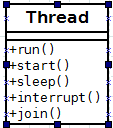 Thread
+run()
+start()
+sleep()
+interrupt()
+join()